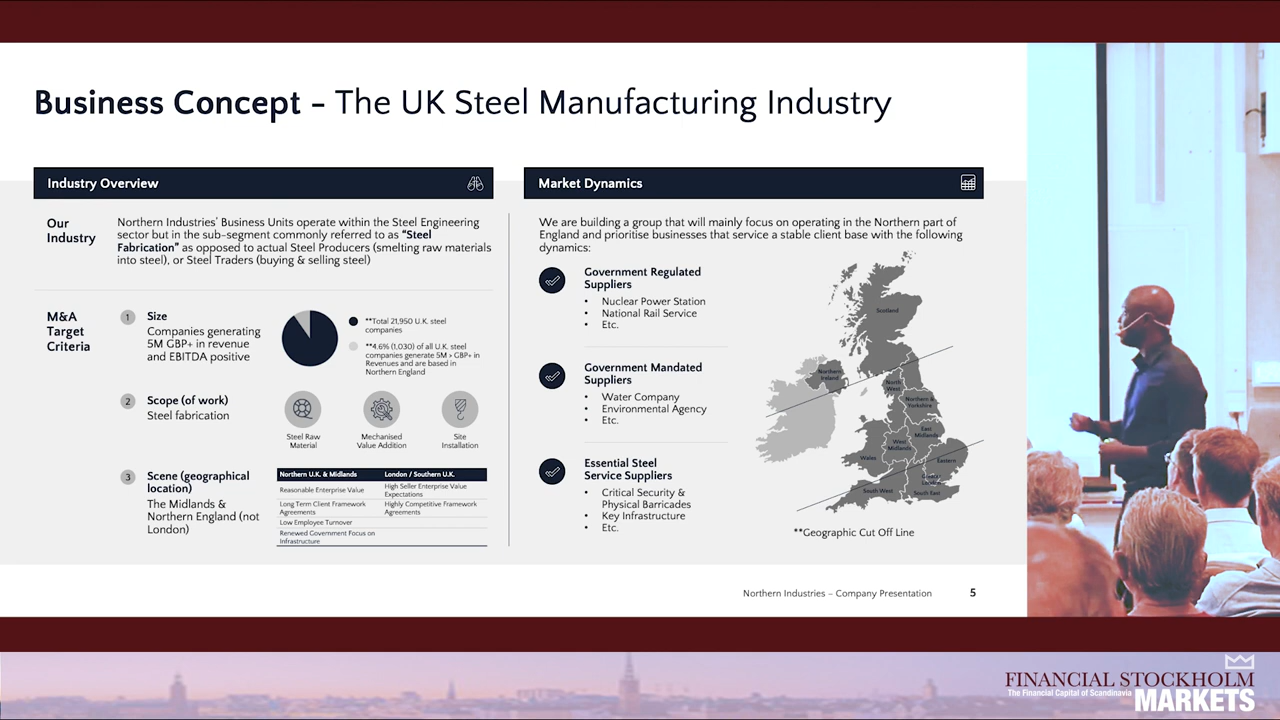 Business Concept - The UK Steel Manufacturing Industry
Industry Overview
Our
Industry
Northern Industries' Business Units operate within the Steel Engineering
sector but in the sub-segment commonly referred to as "Steel
Fabrication" as opposed to actual Steel Producers (smelting raw materials
into steel), or Steel Traders (buying & selling steel)
M&A
Target
Criteria
1
Size
Companies generating
5M GBP+ in revenue
and EBITDA positive
**Total 21,950 U.K. steel
companies
**4.6% (1,030) of all U.K. steel
companies generate 5M > GBP+ in
Revenues and are based in
Northern England
2
Scope (of work)
Steel fabrication
Steel Raw
Material
Mechanised
Value Addition
Site
Installation
3
Scene (geographical
location)
The Midlands &
Northern England (not
London)
Northern U.K. & Midlands London / Southern U.K.
Reasonable Enterprise Value High Seller Enterprise Value
Expectations
Long Term Client Framework Highly Competitive Framework
Agreements Agreements
Low Employee Turnover
Renewed Government Focus on
Infrastructure
Market Dynamics
We are building a group that will mainly focus on operating in the Northern part of
England and prioritise businesses that service a stable client base with the following
dynamics:
Government Regulated
Suppliers
• Nuclear Power Station
• National Rail Service
• Etc.
Government Mandated
Suppliers
• Water Company
• Environmental Agency
• Etc.
Essential Steel
Service Suppliers
• Critical Security &
Physical Barricades
• Key Infrastructure
• Etc.
Scotland
Northern
Ireland
North
West
Northern &
Yorkshire
East
Midlands
West
Midlands
Wales
Eastern
London
South West
South East
**Geographic Cut Off Line
Northern Industries – Company Presentation 5
FINANCIAL STOCKHOLM
The Financial Capital of Scandinavia
MARKETS